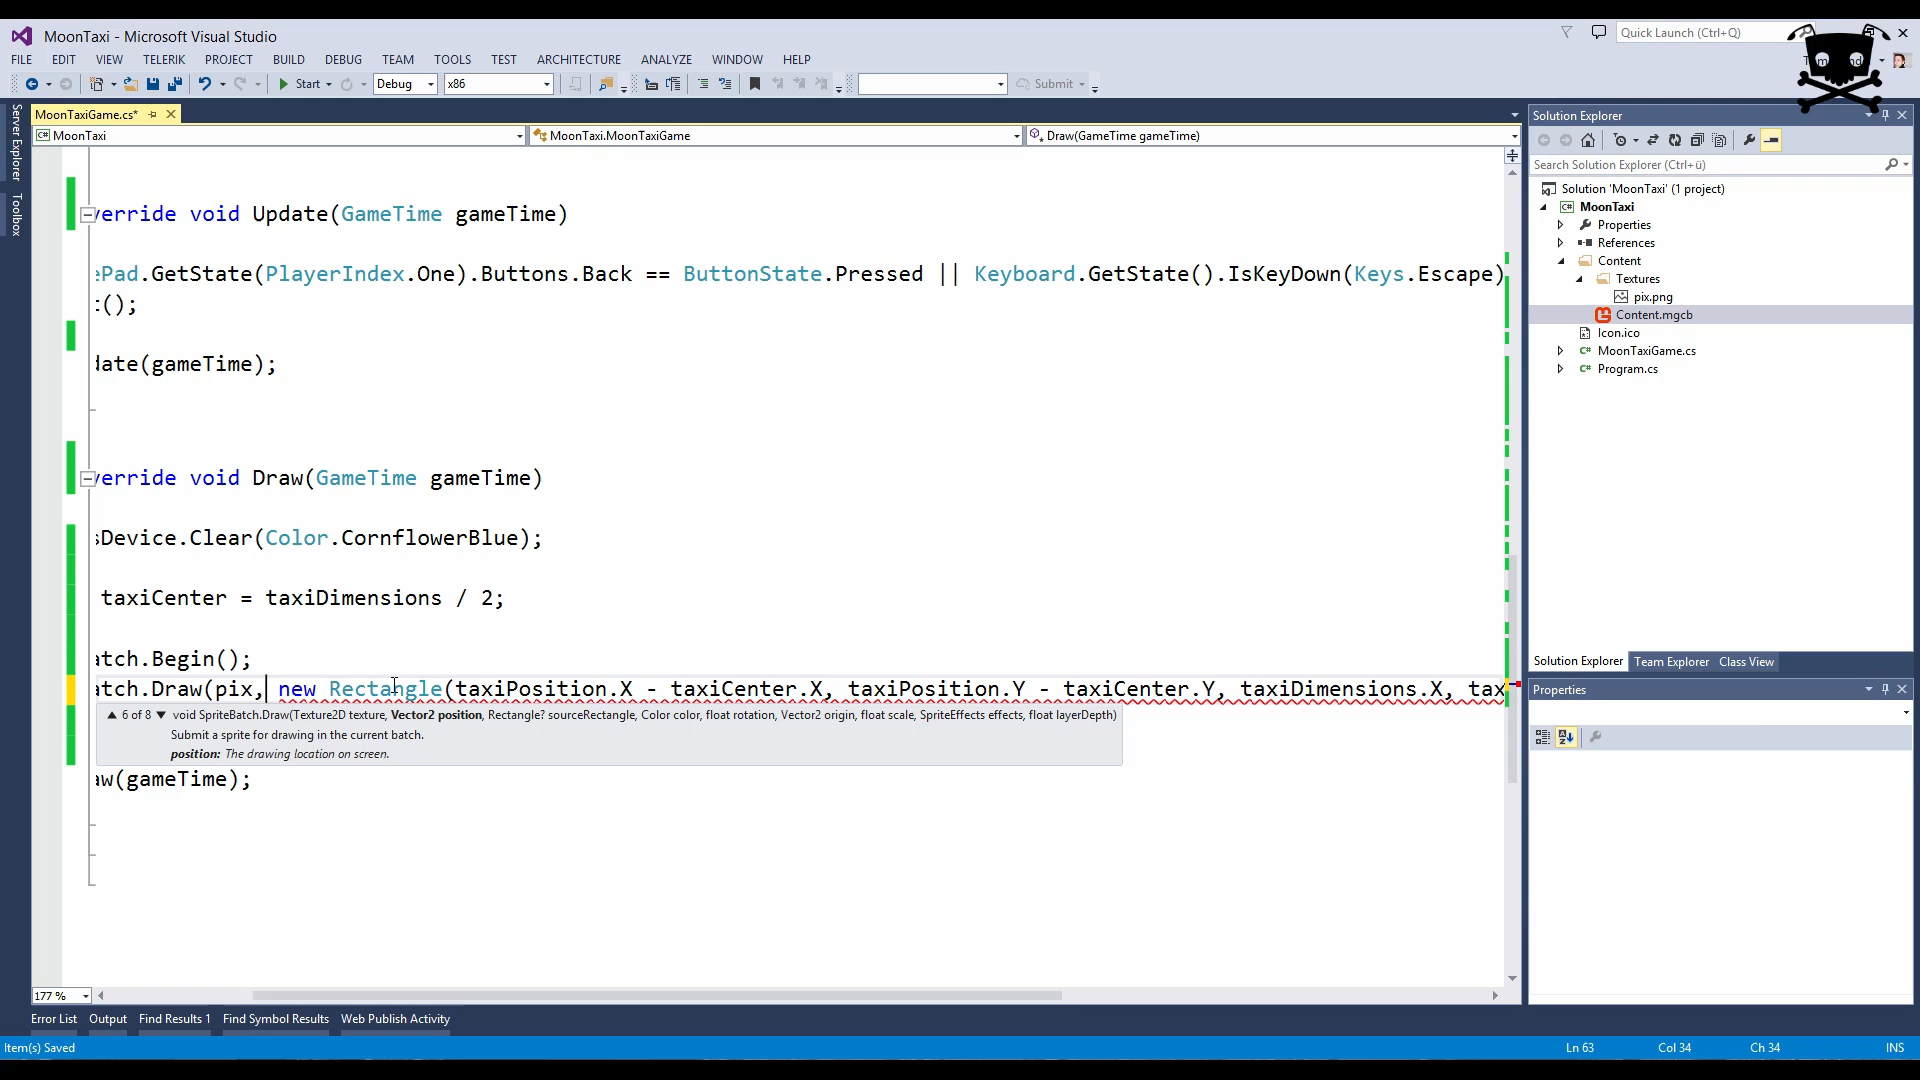 MoonTaxi - Microsoft Visual Studio
Quick Launch (Ctrl+Q)
FILE EDIT VIEW TELERIK PROJECT BUILD DEBUG TEAM TOOLS TEST ARCHITECTURE ANALYZE WINDOW HELP
Start Debug x86 Submit
Server Explorer
Toolbox
MoonTaxiGame.cs*
MoonTaxi MoonTaxi.MoonTaxiGame Draw(GameTime gameTime)
verride void Update(GameTime gameTime)
ePad.GetState(PlayerIndex.One).Buttons.Back == ButtonState.Pressed || Keyboard.GetState().IsKeyDown(Keys.Escape)
t();
date(gameTime);
verride void Draw(GameTime gameTime)
sDevice.Clear(Color.CornflowerBlue);
taxiCenter = taxiDimensions / 2;
atch.Begin();
atch.Draw(pix, new Rectangle(taxiPosition.X - taxiCenter.X, taxiPosition.Y - taxiCenter.Y, taxiDimensions.X, tax
6 of 8 void SpriteBatch.Draw(Texture2D texture, Vector2 position, Rectangle? sourceRectangle, Color color, float rotation, Vector2 origin, float scale, SpriteEffects effects, float layerDepth)
Submit a sprite for drawing in the current batch.
position: The drawing location on screen.
aw(gameTime);
177 %
Solution Explorer
Search Solution Explorer (Ctrl+ü)
Solution 'MoonTaxi' (1 project)
MoonTaxi
Properties
References
Content
Textures
pix.png
Content.mgcb
Icon.ico
MoonTaxiGame.cs
Program.cs
Solution Explorer Team Explorer Class View
Properties
Error List Output Find Results 1 Find Symbol Results Web Publish Activity
Item(s) Saved Ln 63 Col 34 Ch 34 INS